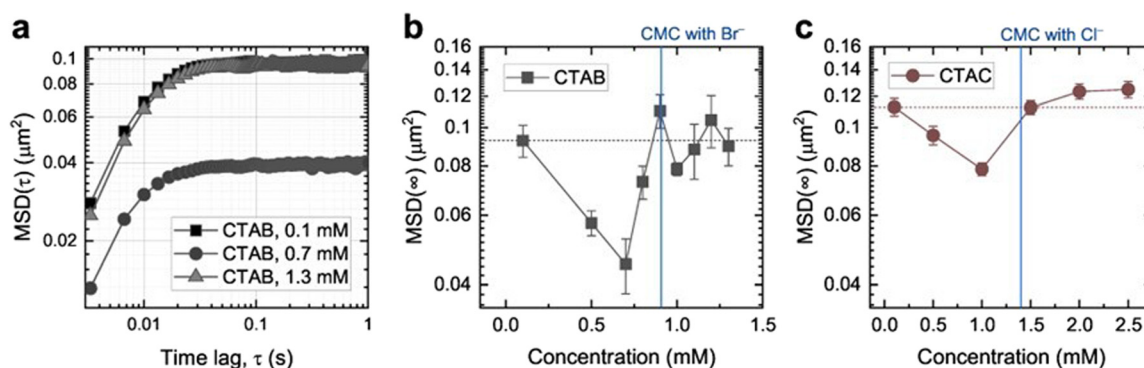 a
MSD(τ) (μm²)
0.1
0.08
0.06
0.04
0.02
CTAB, 0.1 mM
CTAB, 0.7 mM
CTAB, 1.3 mM
0.01
0.1
1
Time lag, τ (s)
b
CMC with Br⁻
MSD(∞) (μm²)
0.16
0.14
0.12
0.1
0.08
0.06
0.04
CTAB
0.0
0.5
1.0
1.5
Concentration (mM)
c
CMC with Cl⁻
MSD(∞) (μm²)
0.16
0.14
0.12
0.1
0.08
0.06
0.04
CTAC
0.0
0.5
1.0
1.5
2.0
2.5
Concentration (mM)